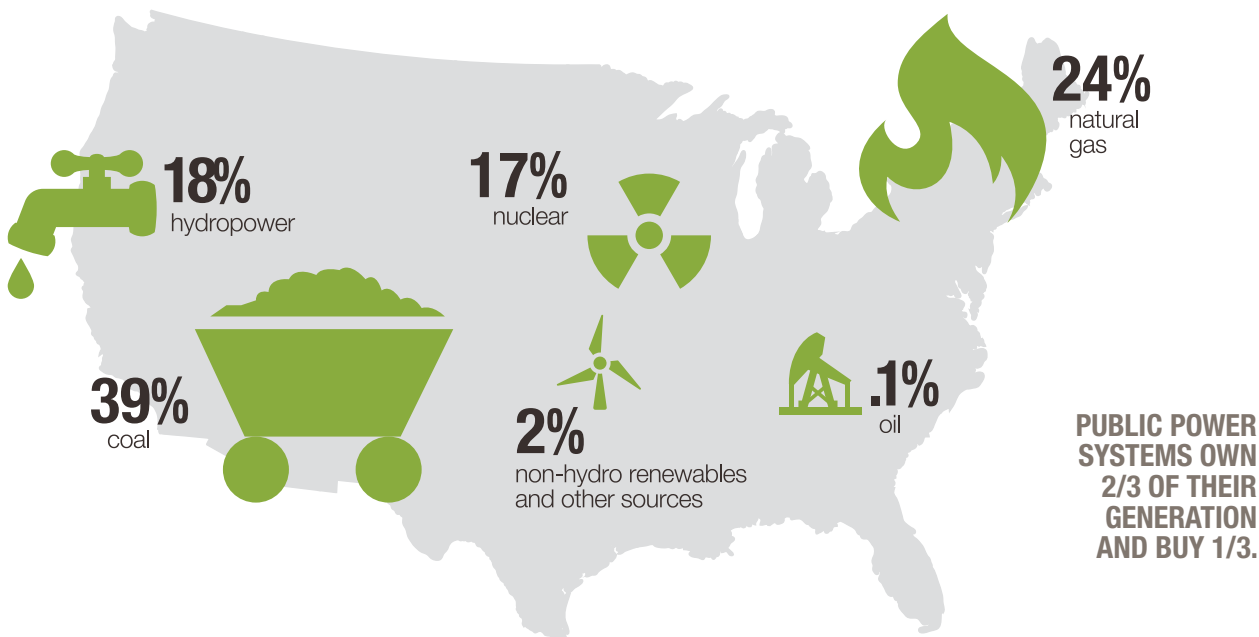 24%
natural
gas
18%
hydropower
17%
nuclear
39%
coal
2%
non-hydro renewables
and other sources
.1%
oil
PUBLIC POWER
SYSTEMS OWN
2/3 OF THEIR
GENERATION
AND BUY 1/3.